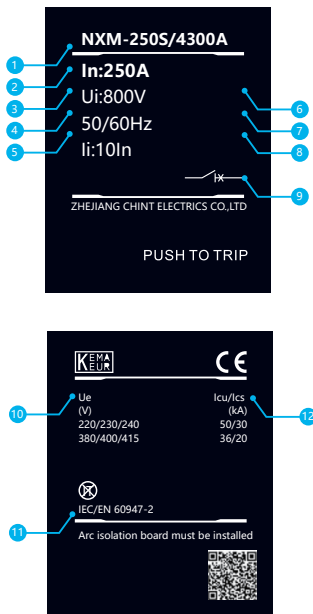 NXM-250S/4300A
1
In:250A
2
Ui:800V
3
6
50/60Hz
4
7
Ii:10In
5
8
9
ZHEJIANG CHINT ELECTRICS CO.,LTD
PUSH TO TRIP
KEMA EUR
CE
Ue Icu/Ics
10
12
(V) (kA)
220/230/240 50/30
380/400/415 36/20
IEC/EN 60947-2
11
Arc isolation board must be installed